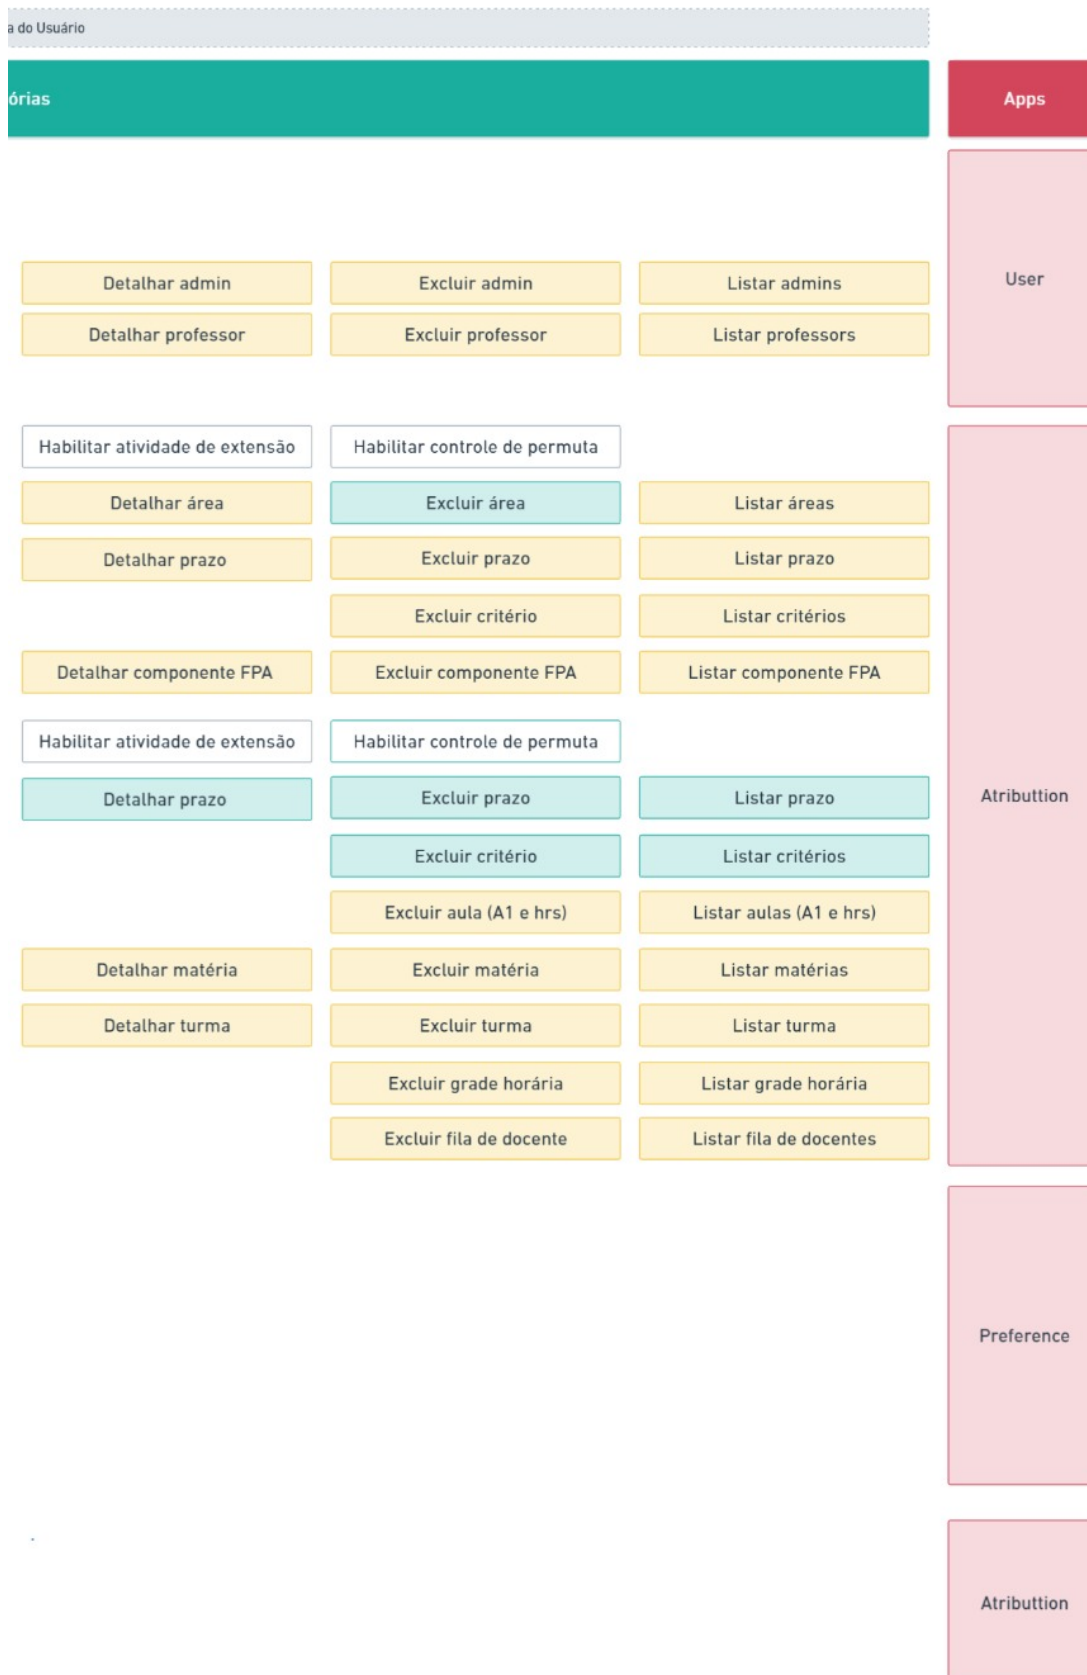 a do Usuário
órias
Apps
User
Detalhar admin
Excluir admin
Listar admins
Detalhar professor
Excluir professor
Listar professors
Habilitar atividade de extensão
Habilitar controle de permuta
Detalhar área
Excluir área
Listar áreas
Detalhar prazo
Excluir prazo
Listar prazo
Excluir critério
Listar critérios
Detalhar componente FPA
Excluir componente FPA
Listar componente FPA
Habilitar atividade de extensão
Habilitar controle de permuta
Detalhar prazo
Excluir prazo
Listar prazo
Atributtion
Excluir critério
Listar critérios
Excluir aula (A1 e hrs)
Listar aulas (A1 e hrs)
Detalhar matéria
Excluir matéria
Listar matérias
Detalhar turma
Excluir turma
Listar turma
Excluir grade horária
Listar grade horária
Excluir fila de docente
Listar fila de docentes
Preference
Atributtion